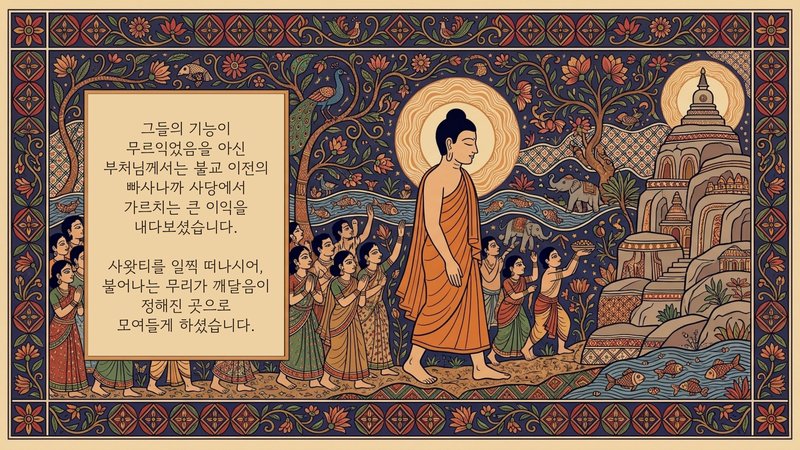 그들의 기능이
무르익었음을 아신
부처님께서는 불교 이전의
빠사나까 사당에서
가르치는 큰 이익을
내다보셨습니다.
사왓티를 일찍 떠나시어,
불어나는 무리가 깨달음이
정해진 곳으로
모여들게 하셨습니다.